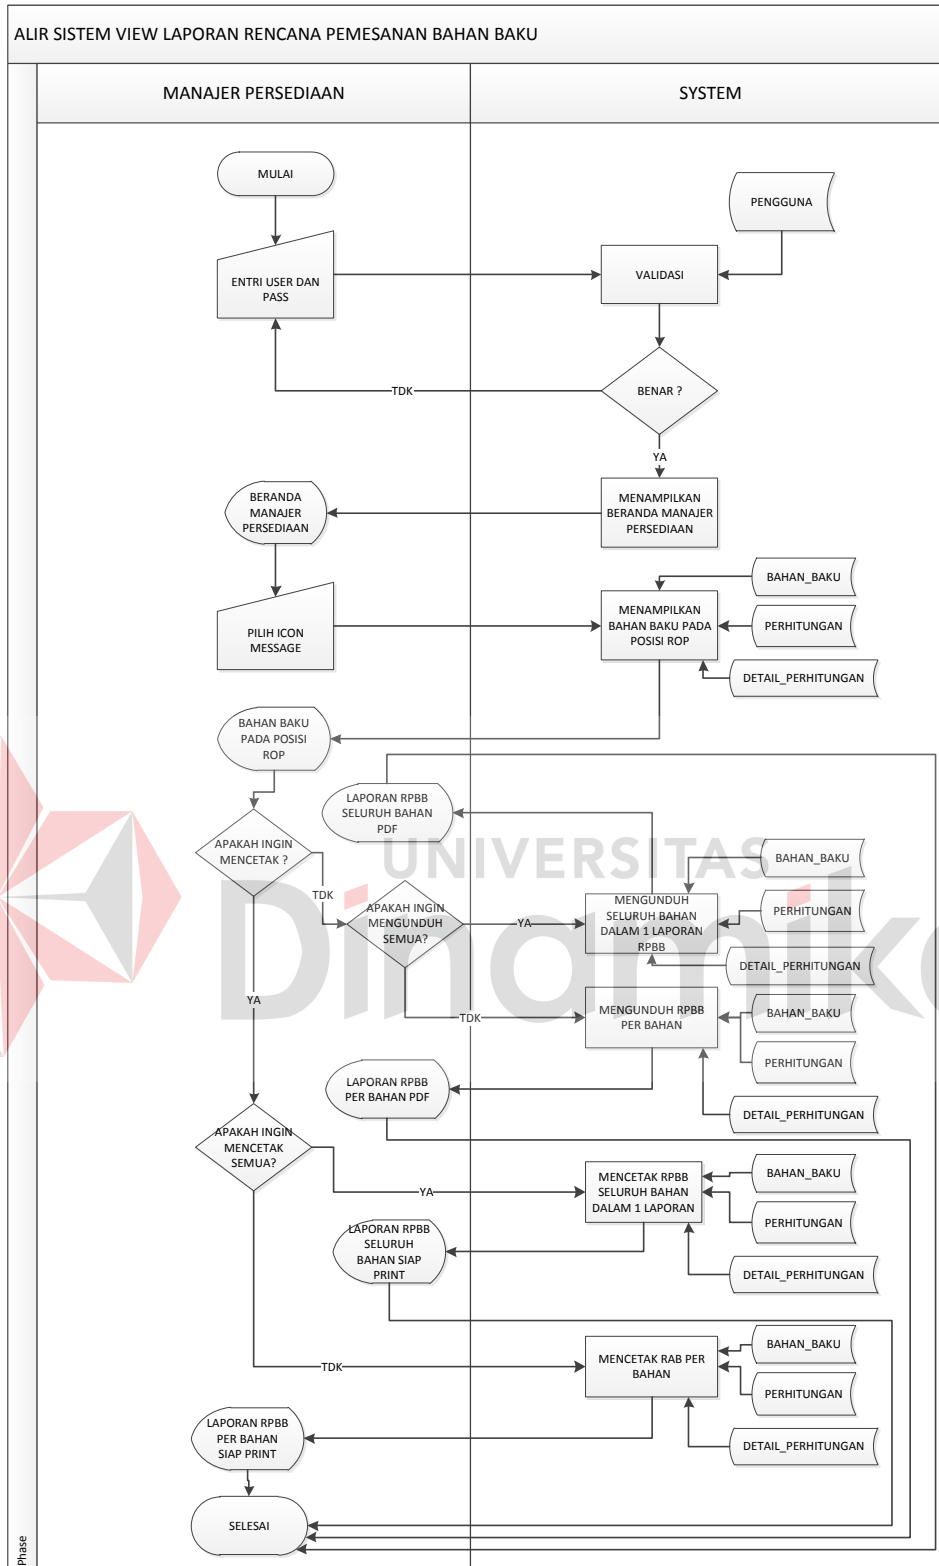 ALIR SISTEM VIEW LAPORAN RENCANA PEMESANAN BAHAN BAKU
MANAJER PERSEDIAAN
SYSTEM
MULAI
PENGGUNA
ENTRI USER DAN
PASS
VALIDASI
BENAR ?
TDK
YA
BERANDA
MANAJER
PERSEDIAAN
MENAMPILKAN
BERANDA MANAJER
PERSEDIAAN
PILIH ICON
MESSAGE
MENAMPILKAN
BAHAN BAKU PADA
POSISI ROP
BAHAN_BAKU
PERHITUNGAN
DETAIL_PERHITUNGAN
BAHAN BAKU
PADA POSISI
ROP
LAPORAN RPBB
SELURUH BAHAN
PDF
APAKAH INGIN
MENCETAK ?
TDK
UNIVERSITAS
Dinamika
APAKAH INGIN
MENGUNDUH
SEMUA?
YA
MENGUNDUH
SELURUH BAHAN
DALAM 1 LAPORAN
RPBB
BAHAN_BAKU
PERHITUNGAN
DETAIL_PERHITUNGAN
YA
TDK
MENGUNDUH RPBB
PER BAHAN
BAHAN_BAKU
PERHITUNGAN
DETAIL_PERHITUNGAN
LAPORAN RPBB
PER BAHAN PDF
APAKAH INGIN
MENCETAK
SEMUA?
YA
MENCETAK RPBB
SELURUH BAHAN
DALAM 1 LAPORAN
BAHAN_BAKU
PERHITUNGAN
DETAIL_PERHITUNGAN
LAPORAN RPBB
SELURUH
BAHAN SIAP
PRINT
TDK
MENCETAK RAB PER
BAHAN
BAHAN_BAKU
PERHITUNGAN
DETAIL_PERHITUNGAN
LAPORAN RPBB
PER BAHAN
SIAP PRINT
SELESAI
Phase